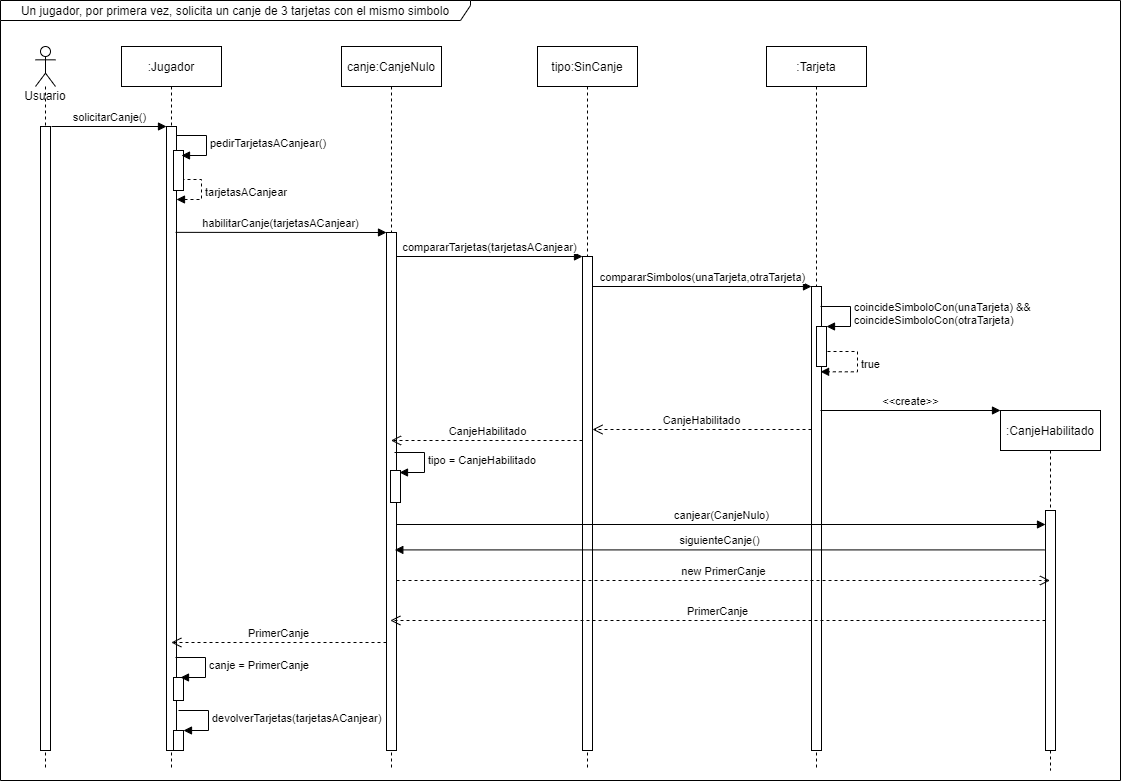 Un jugador, por primera vez, solicita un canje de 3 tarjetas con el mismo simbolo
Usuario
:Jugador
canje:CanjeNulo
tipo:SinCanje
:Tarjeta
solicitarCanje()
pedirTarjetasACanjear()
tarjetasACanjear
habilitarCanje(tarjetasACanjear)
compararTarjetas(tarjetasACanjear)
compararSimbolos(unaTarjeta,otraTarjeta)
coincideSimboloCon(unaTarjeta) &&
coincideSimboloCon(otraTarjeta)
true
<<create>>
:CanjeHabilitado
CanjeHabilitado
CanjeHabilitado
tipo = CanjeHabilitado
canjear(CanjeNulo)
siguienteCanje()
new PrimerCanje
PrimerCanje
PrimerCanje
canje = PrimerCanje
devolverTarjetas(tarjetasACanjear)